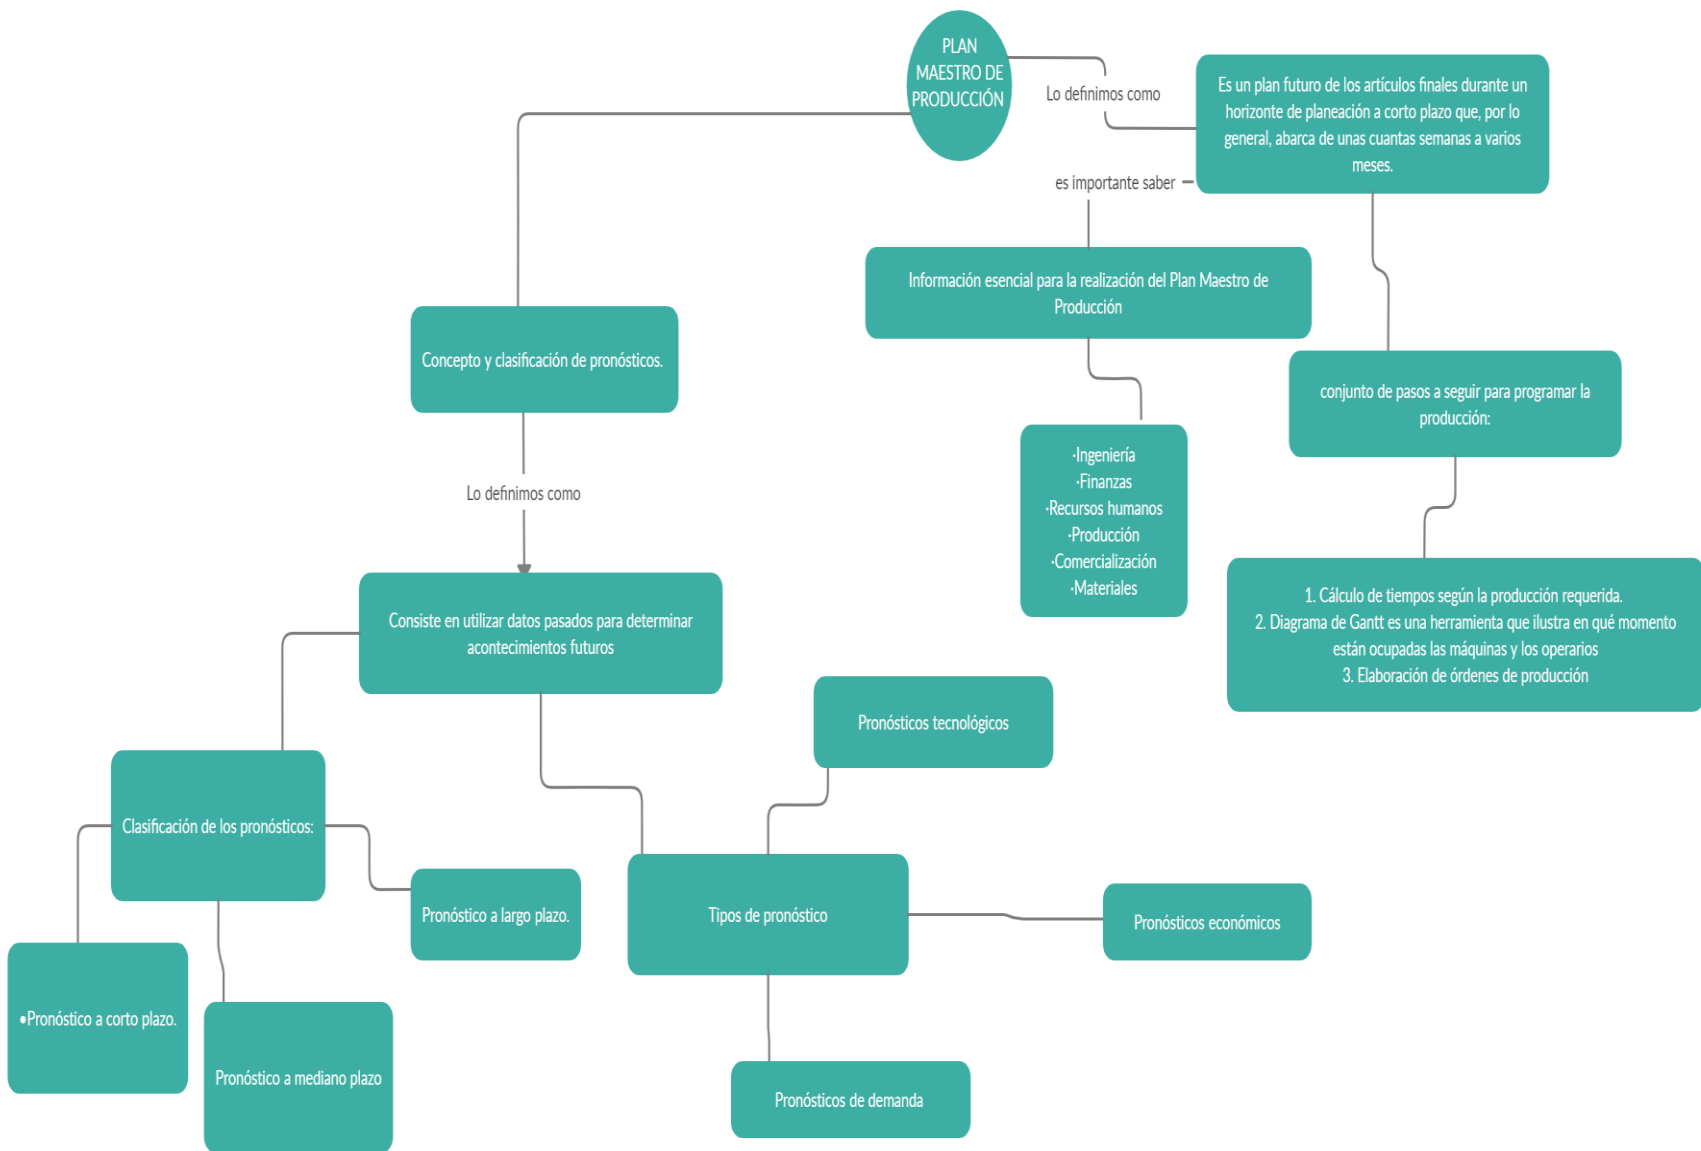 PLAN
MAESTRO DE
PRODUCCIÓN
Lo definimos como
Es un plan futuro de los artículos finales durante un
horizonte de planeación a corto plazo que, por lo
general, abarca de unas cuantas semanas a varios
meses.
es importante saber
Información esencial para la realización del Plan Maestro de
Producción
Concepto y clasificación de pronósticos.
conjunto de pasos a seguir para programar la
producción:
·Ingeniería
·Finanzas
·Recursos humanos
·Producción
·Comercialización
·Materiales
Lo definimos como
1. Cálculo de tiempos según la producción requerida.
2. Diagrama de Gantt es una herramienta que ilustra en qué momento
están ocupadas las máquinas y los operarios
3. Elaboración de órdenes de producción
Consiste en utilizar datos pasados para determinar
acontecimientos futuros
Pronósticos tecnológicos
Clasificación de los pronósticos:
Pronóstico a largo plazo.
Tipos de pronóstico
Pronósticos económicos
•Pronóstico a corto plazo.
Pronóstico a mediano plazo
Pronósticos de demanda